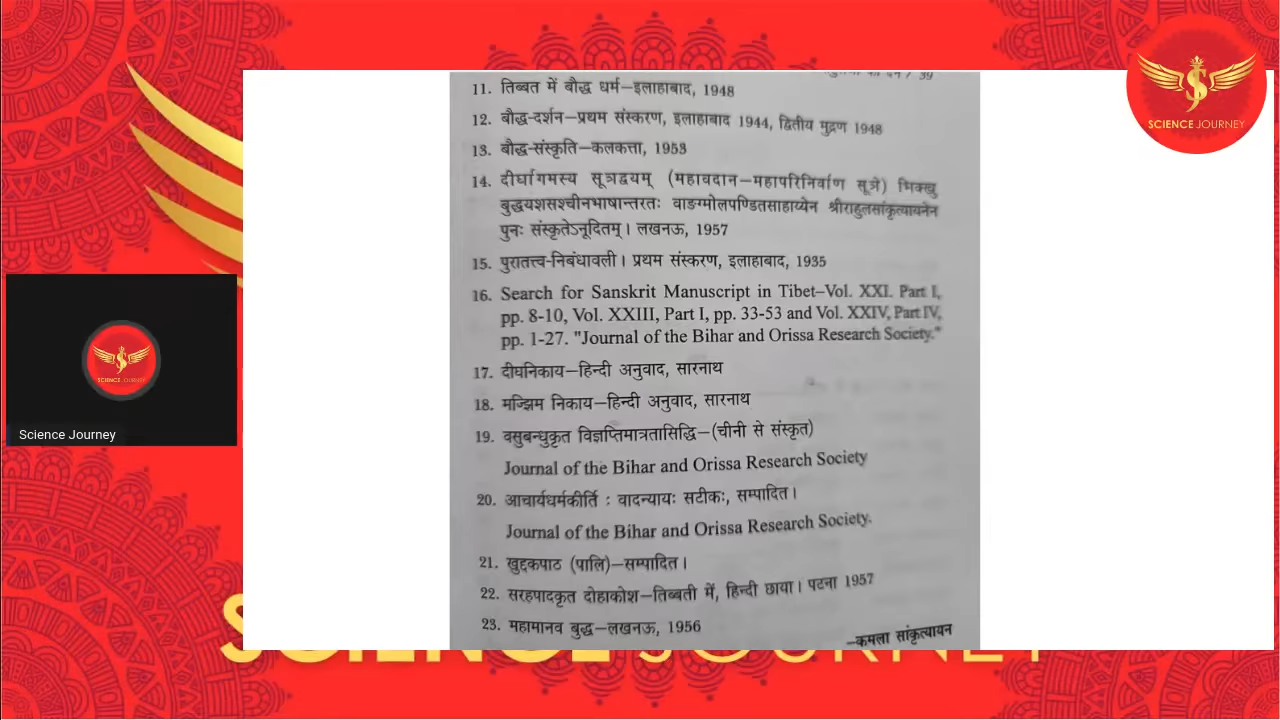 39
11. तिब्बत में बौद्ध धर्म–इलाहाबाद, 1948
12. बौद्ध-दर्शन–प्रथम संस्करण, इलाहाबाद 1944, द्वितीय मुद्रण 1948
13. बौद्ध-संस्कृति–कलकत्ता, 1953
14. दीर्घागमस्य सूत्रद्वयम् (महावदान–महापरिनिर्वाण सूत्रे) भिक्खु
बुद्धयशसश्चीनभाषान्तरतः वाङग्मोलपण्डितसाहाय्येन श्रीराहुलसांकृत्यायनेन
पुनः संस्कृतेऽनूदितम्। लखनऊ, 1957
15. पुरातत्त्व-निबंधावली। प्रथम संस्करण, इलाहाबाद, 1935
16. Search for Sanskrit Manuscript in Tibet–Vol. XXI. Part I,
pp. 8-10, Vol. XXIII, Part I, pp. 33-53 and Vol. XXIV, Part IV,
pp. 1-27. "Journal of the Bihar and Orissa Research Society."
17. दीघनिकाय–हिन्दी अनुवाद, सारनाथ
18. मज्झिम निकाय–हिन्दी अनुवाद, सारनाथ
19. वसुबन्धुकृत विज्ञप्तिमात्रतासिद्धि–(चीनी से संस्कृत)
Journal of the Bihar and Orissa Research Society
20. आचार्यधर्मकीर्ति : वादन्यायः सटीकः, सम्पादित।
Journal of the Bihar and Orissa Research Society.
21. खुद्दकपाठ (पालि)–सम्पादित।
22. सरहपादकृत दोहाकोश–तिब्बती में, हिन्दी छाया। पटना 1957
23. महामानव बुद्ध–लखनऊ, 1956
–कमला सांकृत्यायन
SCIENCE JOURNEY
SCIENCE JOURNEY
Science Journey
SCIENCE JOURNEY